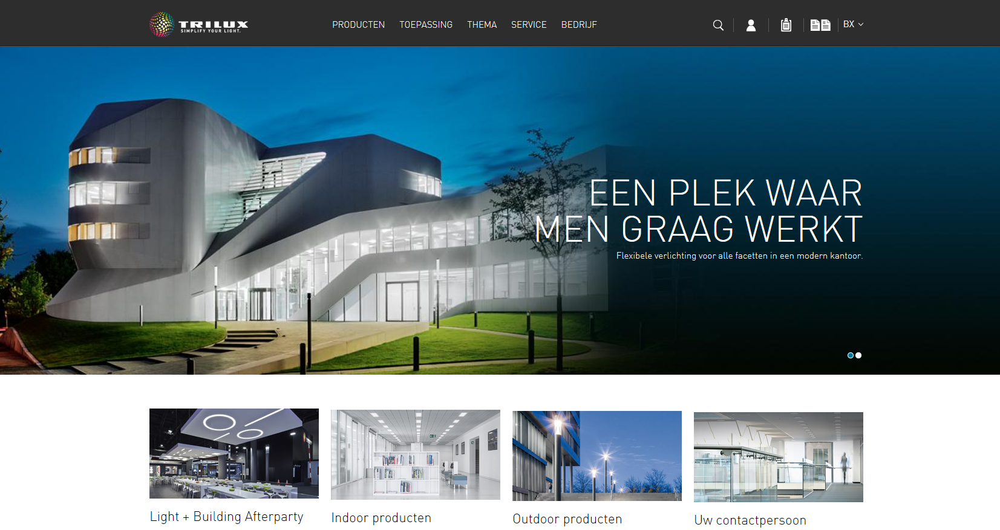 TRILUX
SIMPLIFY YOUR LIGHT.
PRODUCTEN TOEPASSING THEMA SERVICE BEDRIJF
BX
EEN PLEK WAAR
MEN GRAAG WERKT
Flexibele verlichting voor alle facetten in een modern kantoor.
Light + Building Afterparty
Indoor producten
Outdoor producten
Uw contactpersoon